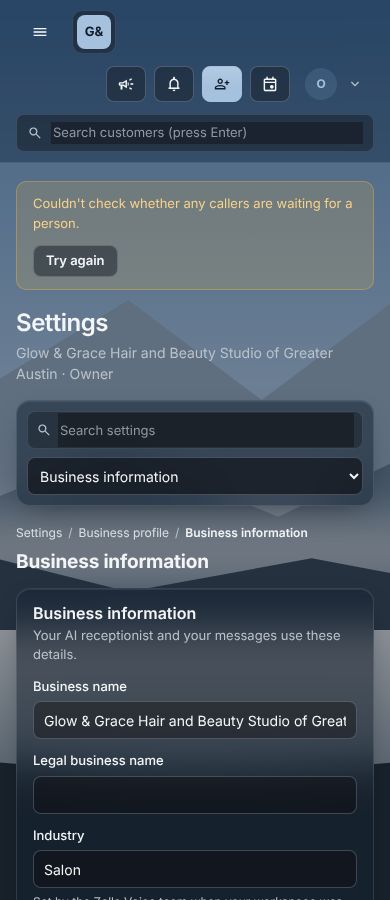 G&
O
Search customers (press Enter)
Couldn't check whether any callers are waiting for a
person.
Try again
Settings
Glow & Grace Hair and Beauty Studio of Greater
Austin · Owner
Search settings
Business information
Settings / Business profile / Business information
Business information
Business information
Your AI receptionist and your messages use these
details.
Business name
Glow & Grace Hair and Beauty Studio of Great
Legal business name
Industry
Salon